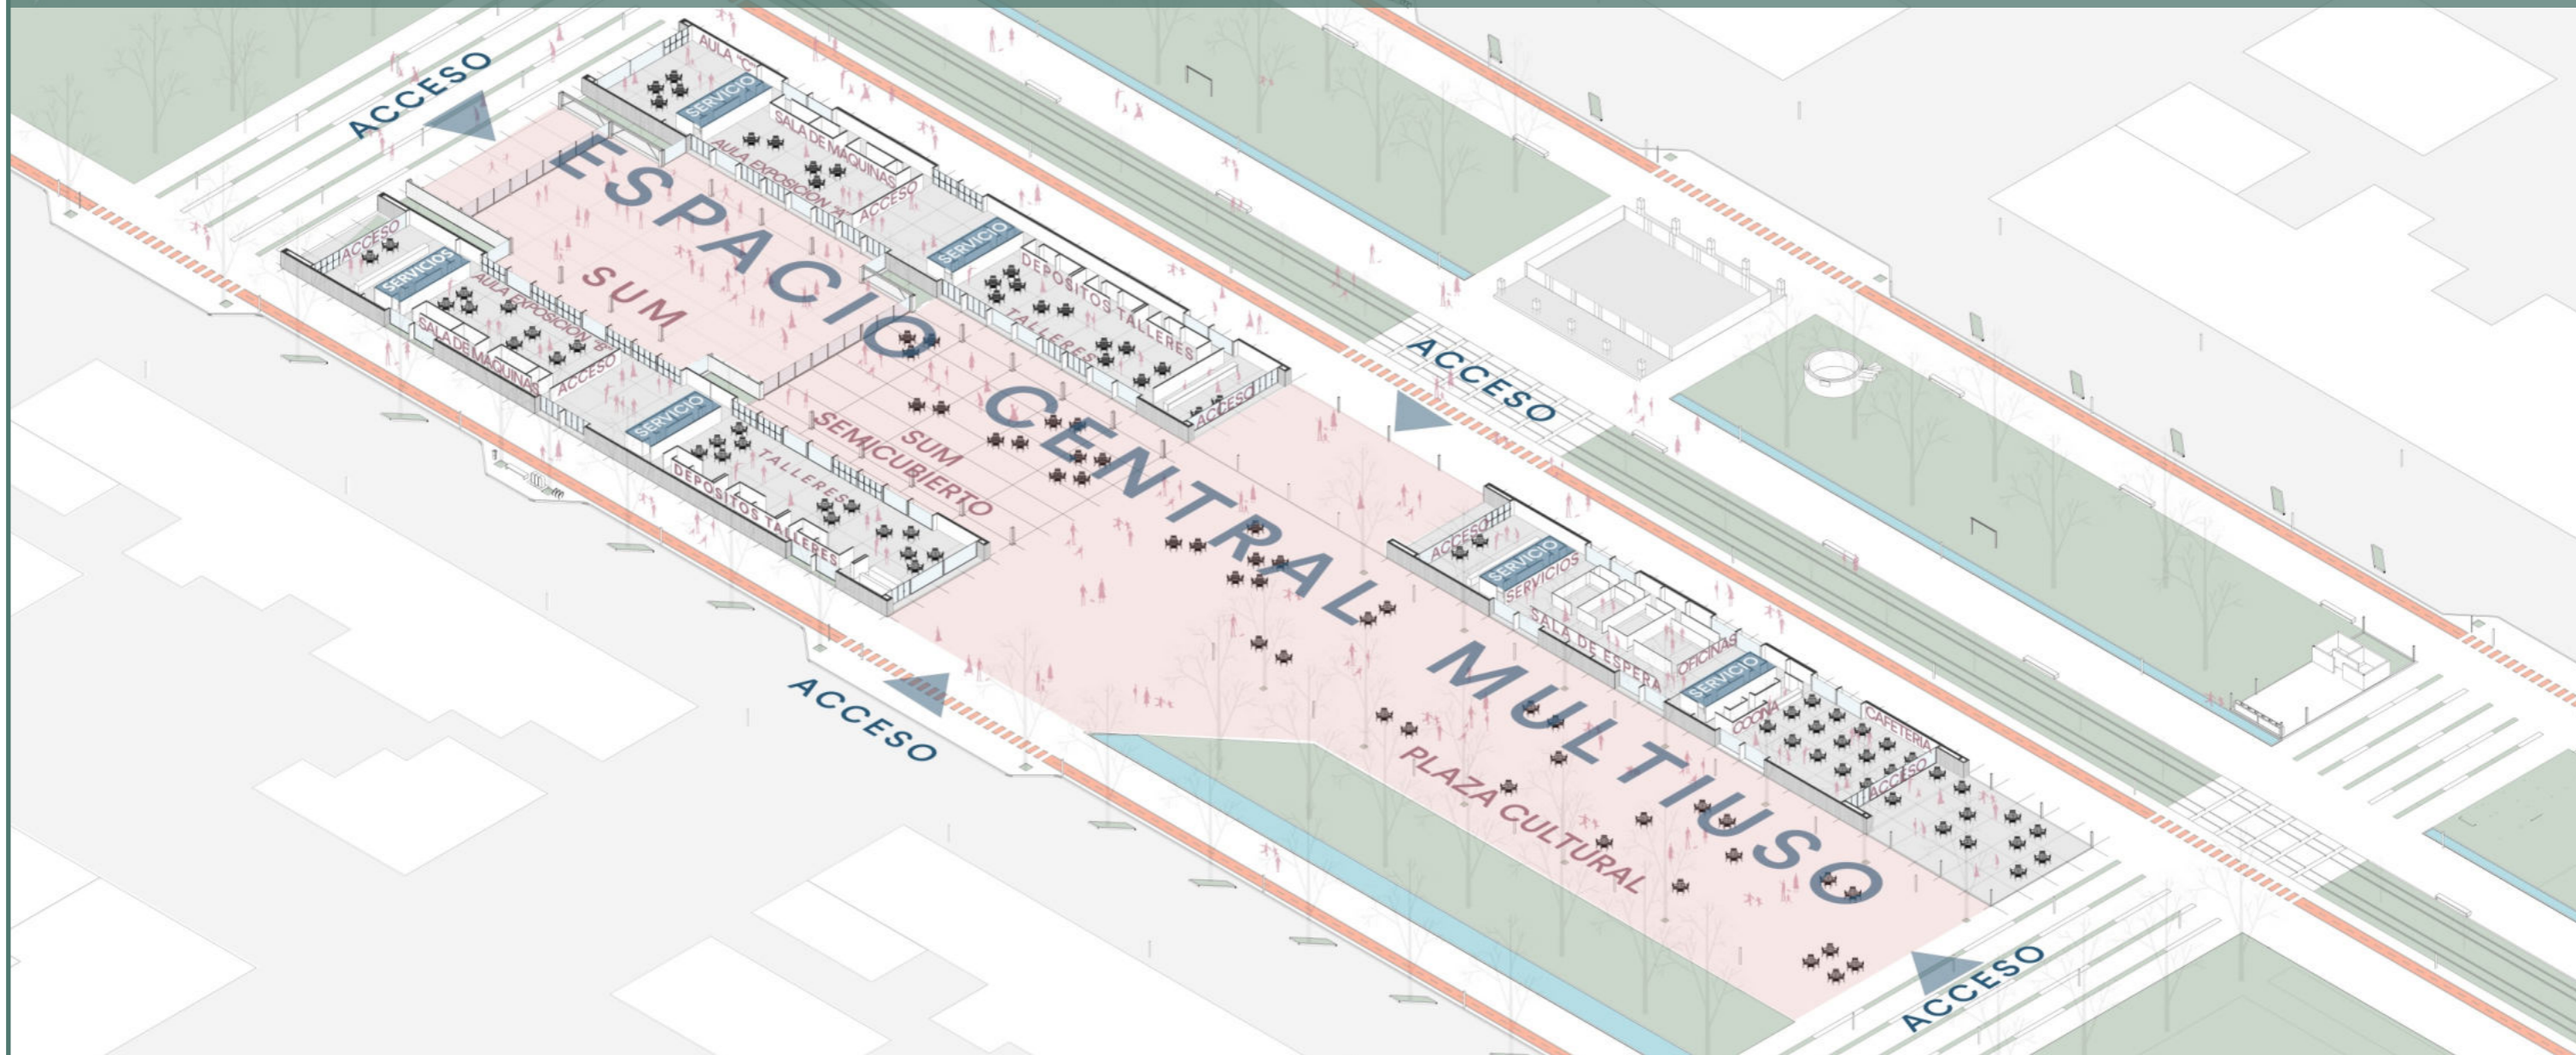 ACCESO
AULA "C"
SERVICIO
SALA DE MAQUINAS
AULA EXPOSICION "A"
ACCESO
SERVICIO
DEPOSITOS TALLERES
TALLERES
ACCESO
ACCESO
SERVICIOS
AULA EXPOSICION "B"
SALA DE MAQUINAS
ACCESO
SERVICIO
TALLERES
DEPOSITOS TALLERES
ESPACIO CENTRAL MULTIUSO
SUM
SUM
SEMICUBIERTO
ACCESO
ACCESO
ACCESO
SERVICIO
SERVICIOS
SALA DE ESPERA
OFICINAS
SERVICIO
COCINA
CAFETERIA
ACCESO
PLAZA CULTURAL
ACCESO